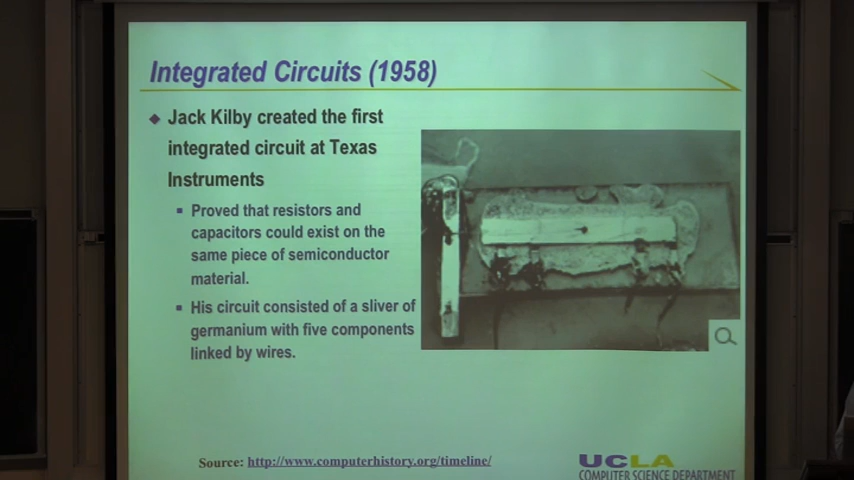 Integrated Circuits (1958)
Jack Kilby created the first
integrated circuit at Texas
Instruments
Proved that resistors and
capacitors could exist on the
same piece of semiconductor
material.
His circuit consisted of a sliver of
germanium with five components
linked by wires.
Source: http://www.computerhistory.org/timeline/
UCLA
COMPUTER SCIENCE DEPARTMENT